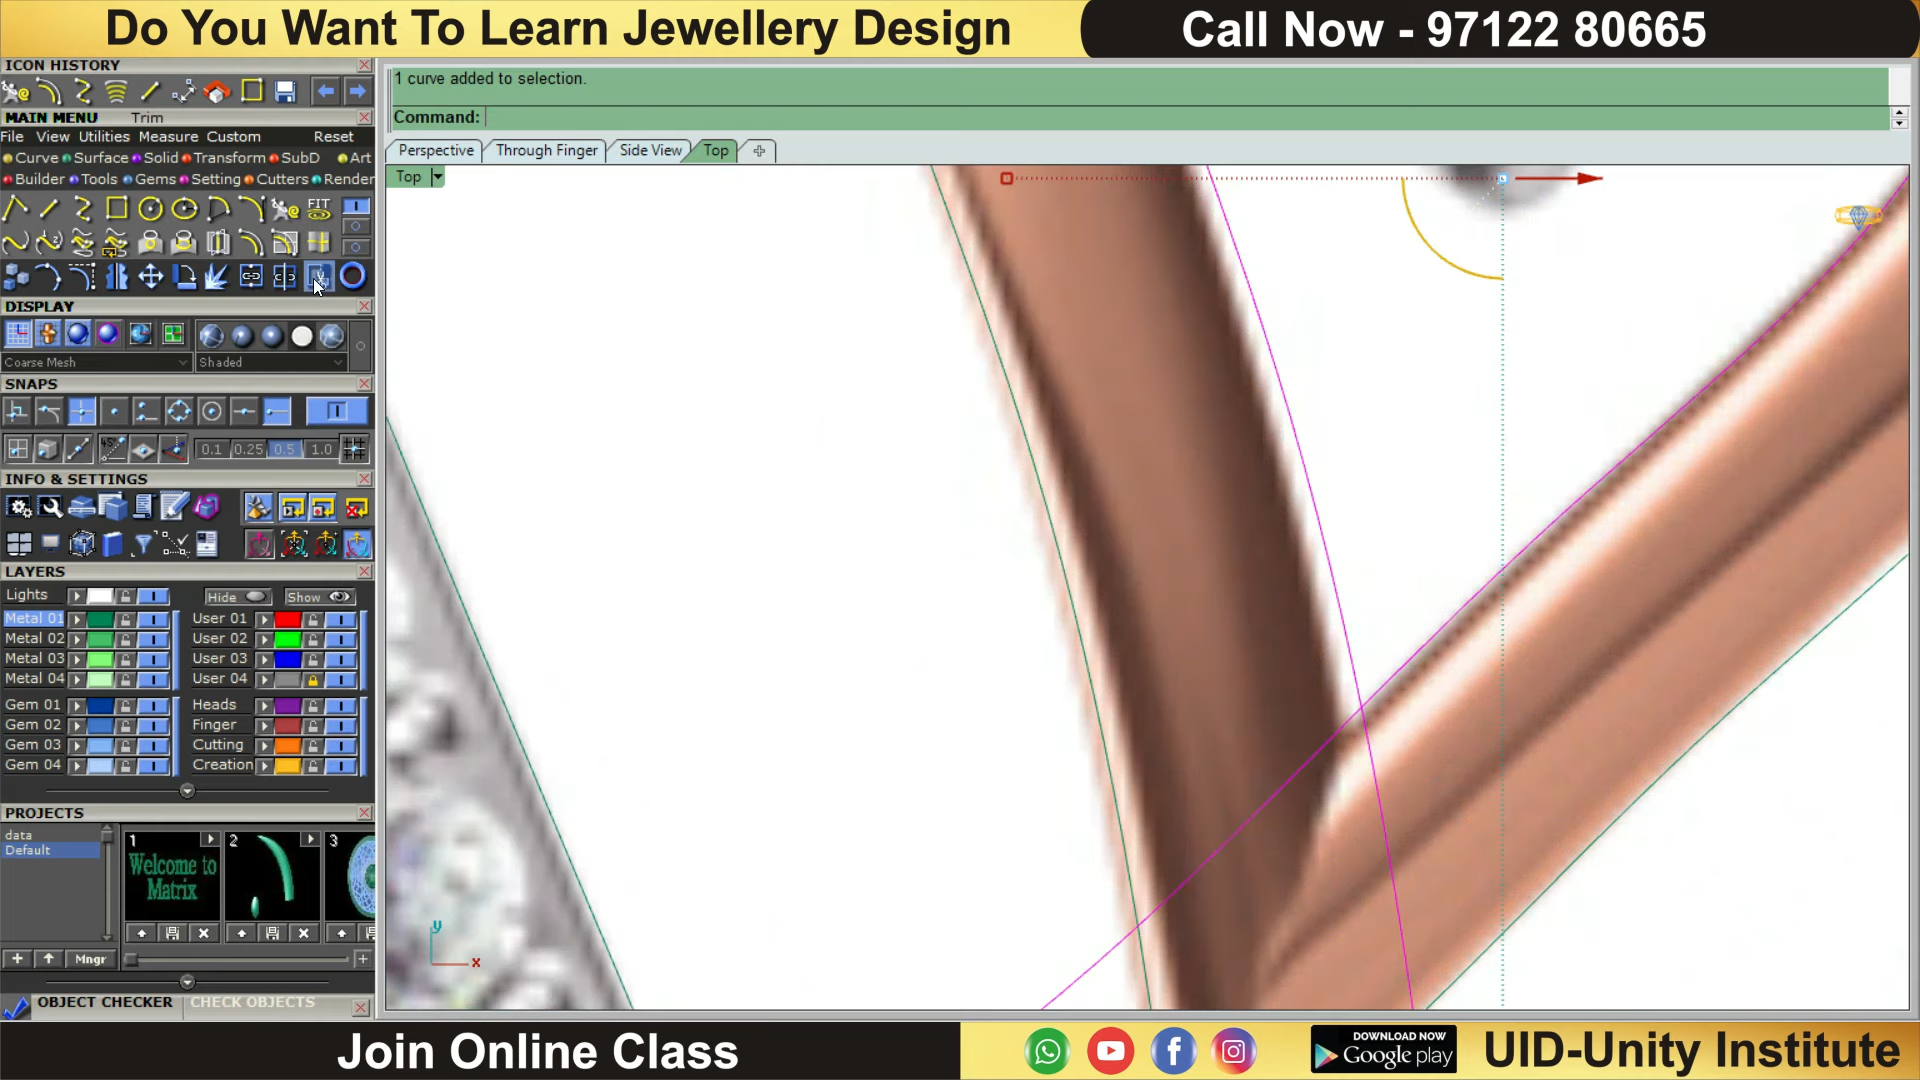 Do You Want To Learn Jewellery Design
Call Now - 97122 80665
ICON HISTORY
MAIN MENU Trim
File View Utilities Measure Custom Reset
Curve Surface Solid Transform SubD Art
Builder Tools Gems Setting Cutters Render
FIT
DISPLAY
Coarse Mesh Shaded
SNAPS
45°
0.1 0.25 0.5 1.0
INFO & SETTINGS
LAYERS
Lights Hide Show
Metal 01 User 01
Metal 02 User 02
Metal 03 User 03
Metal 04 User 04
Gem 01 Heads
Gem 02 Finger
Gem 03 Cutting
Gem 04 Creation
PROJECTS
data
Default
1 2 3
Welcome to
Matrix
Mngr
OBJECT CHECKER CHECK OBJECTS
1 curve added to selection.
Command:
Perspective Through Finger Side View Top
Top
y
x
Join Online Class
DOWNLOAD NOW
Google play
UID-Unity Institute